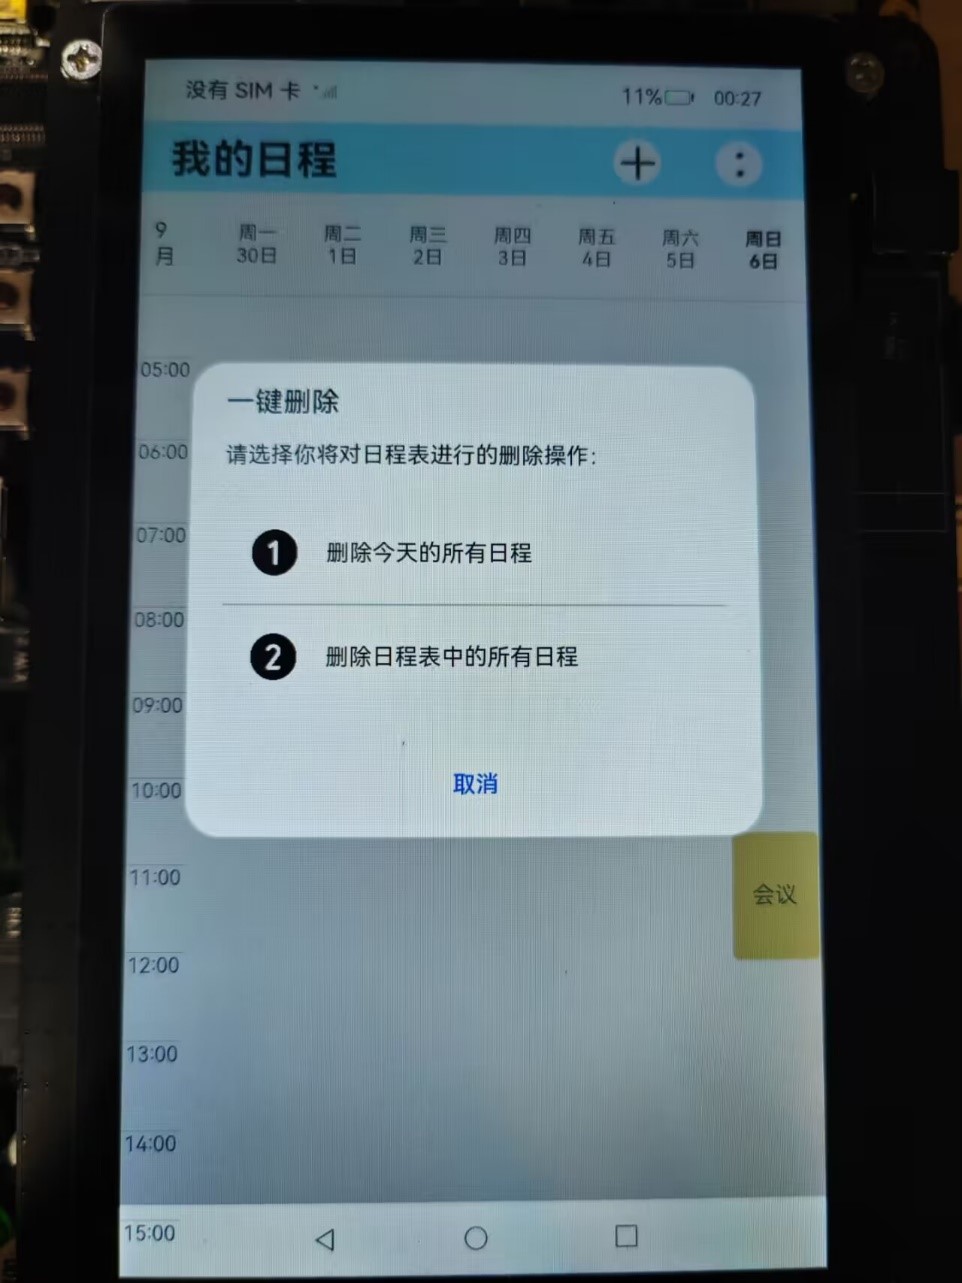 没有 SIM 卡
11% 00:27
我的日程
9月 周一 30日 周二 1日 周三 2日 周四 3日 周五 4日 周六 5日 周日 6日
05:00
一键删除
06:00
请选择你将对日程表进行的删除操作:
07:00
1 删除今天的所有日程
08:00
2 删除日程表中的所有日程
09:00
取消
10:00
11:00
会议
12:00
13:00
14:00
15:00